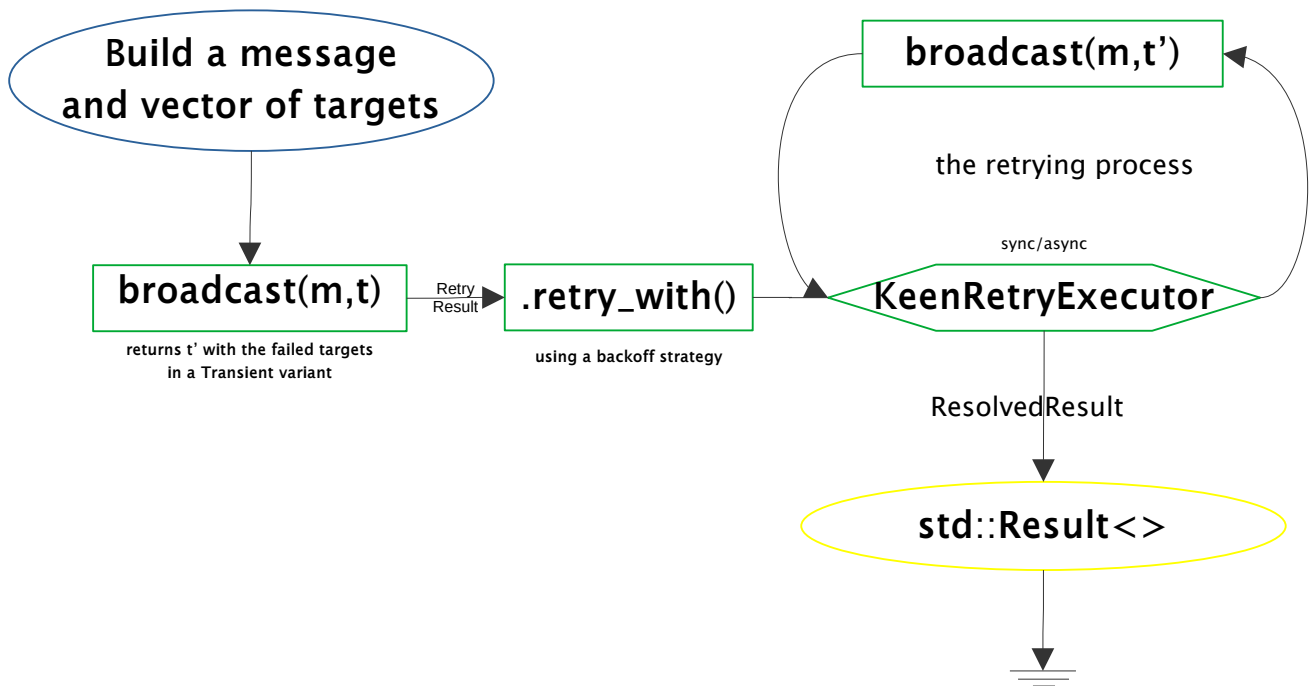 Build a message
and vector of targets
broadcast(m,t’)
the retrying process
sync/async
broadcast(m,t)
Retry
Result
.retry_with()
KeenRetryExecutor
returns t’ with the failed targets
in a Transient variant
using a backoff strategy
ResolvedResult
std::Result<>